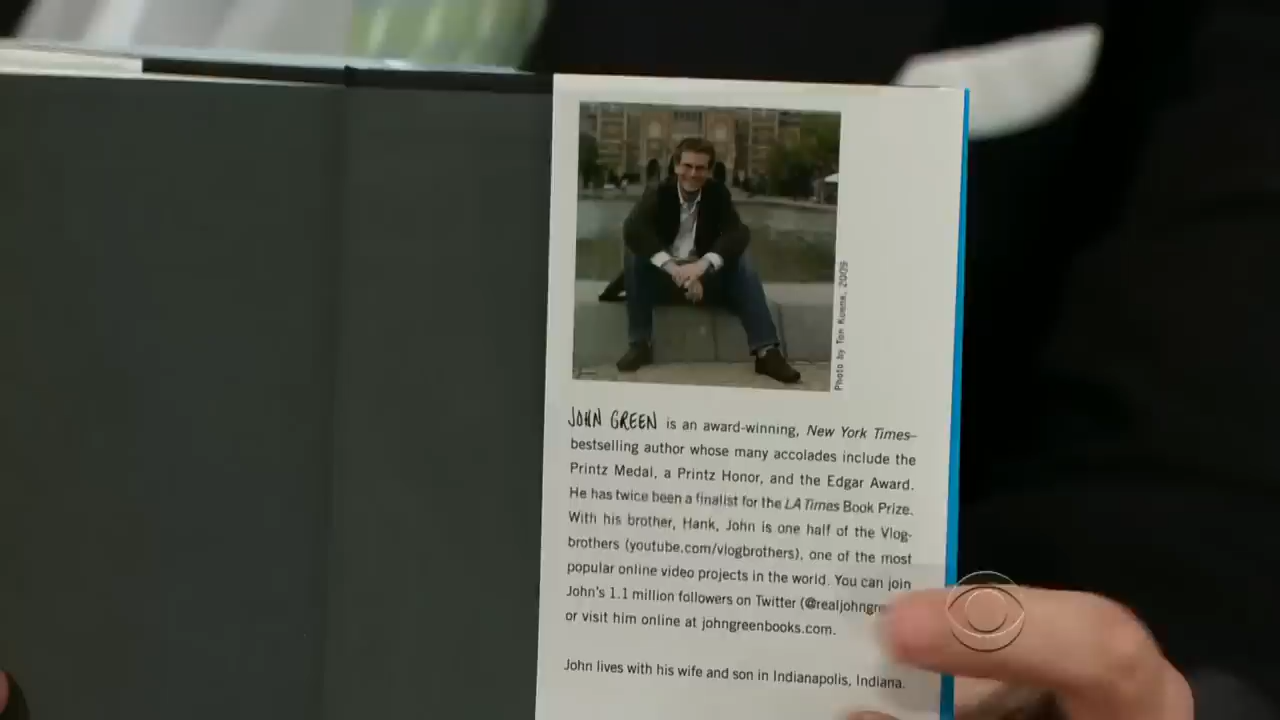 Photo by Tom Koene, 2009
JOHN GREEN is an award-winning, New York Times–
bestselling author whose many accolades include the
Printz Medal, a Printz Honor, and the Edgar Award.
He has twice been a finalist for the LA Times Book Prize.
With his brother, Hank, John is one half of the Vlog-
brothers (youtube.com/vlogbrothers), one of the most
popular online video projects in the world. You can join
John's 1.1 million followers on Twitter (@realjohngre
or visit him online at johngreenbooks.com.
John lives with his wife and son in Indianapolis, Indiana.